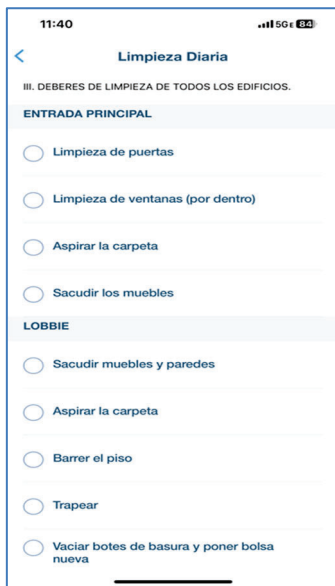 11:40
5GE 84
Limpieza Diaria
III. DEBERES DE LIMPIEZA DE TODOS LOS EDIFICIOS.
ENTRADA PRINCIPAL
Limpieza de puertas
Limpieza de ventanas (por dentro)
Aspirar la carpeta
Sacudir los muebles
LOBBIE
Sacudir muebles y paredes
Aspirar la carpeta
Barrer el piso
Trapear
Vaciar botes de basura y poner bolsa
nueva